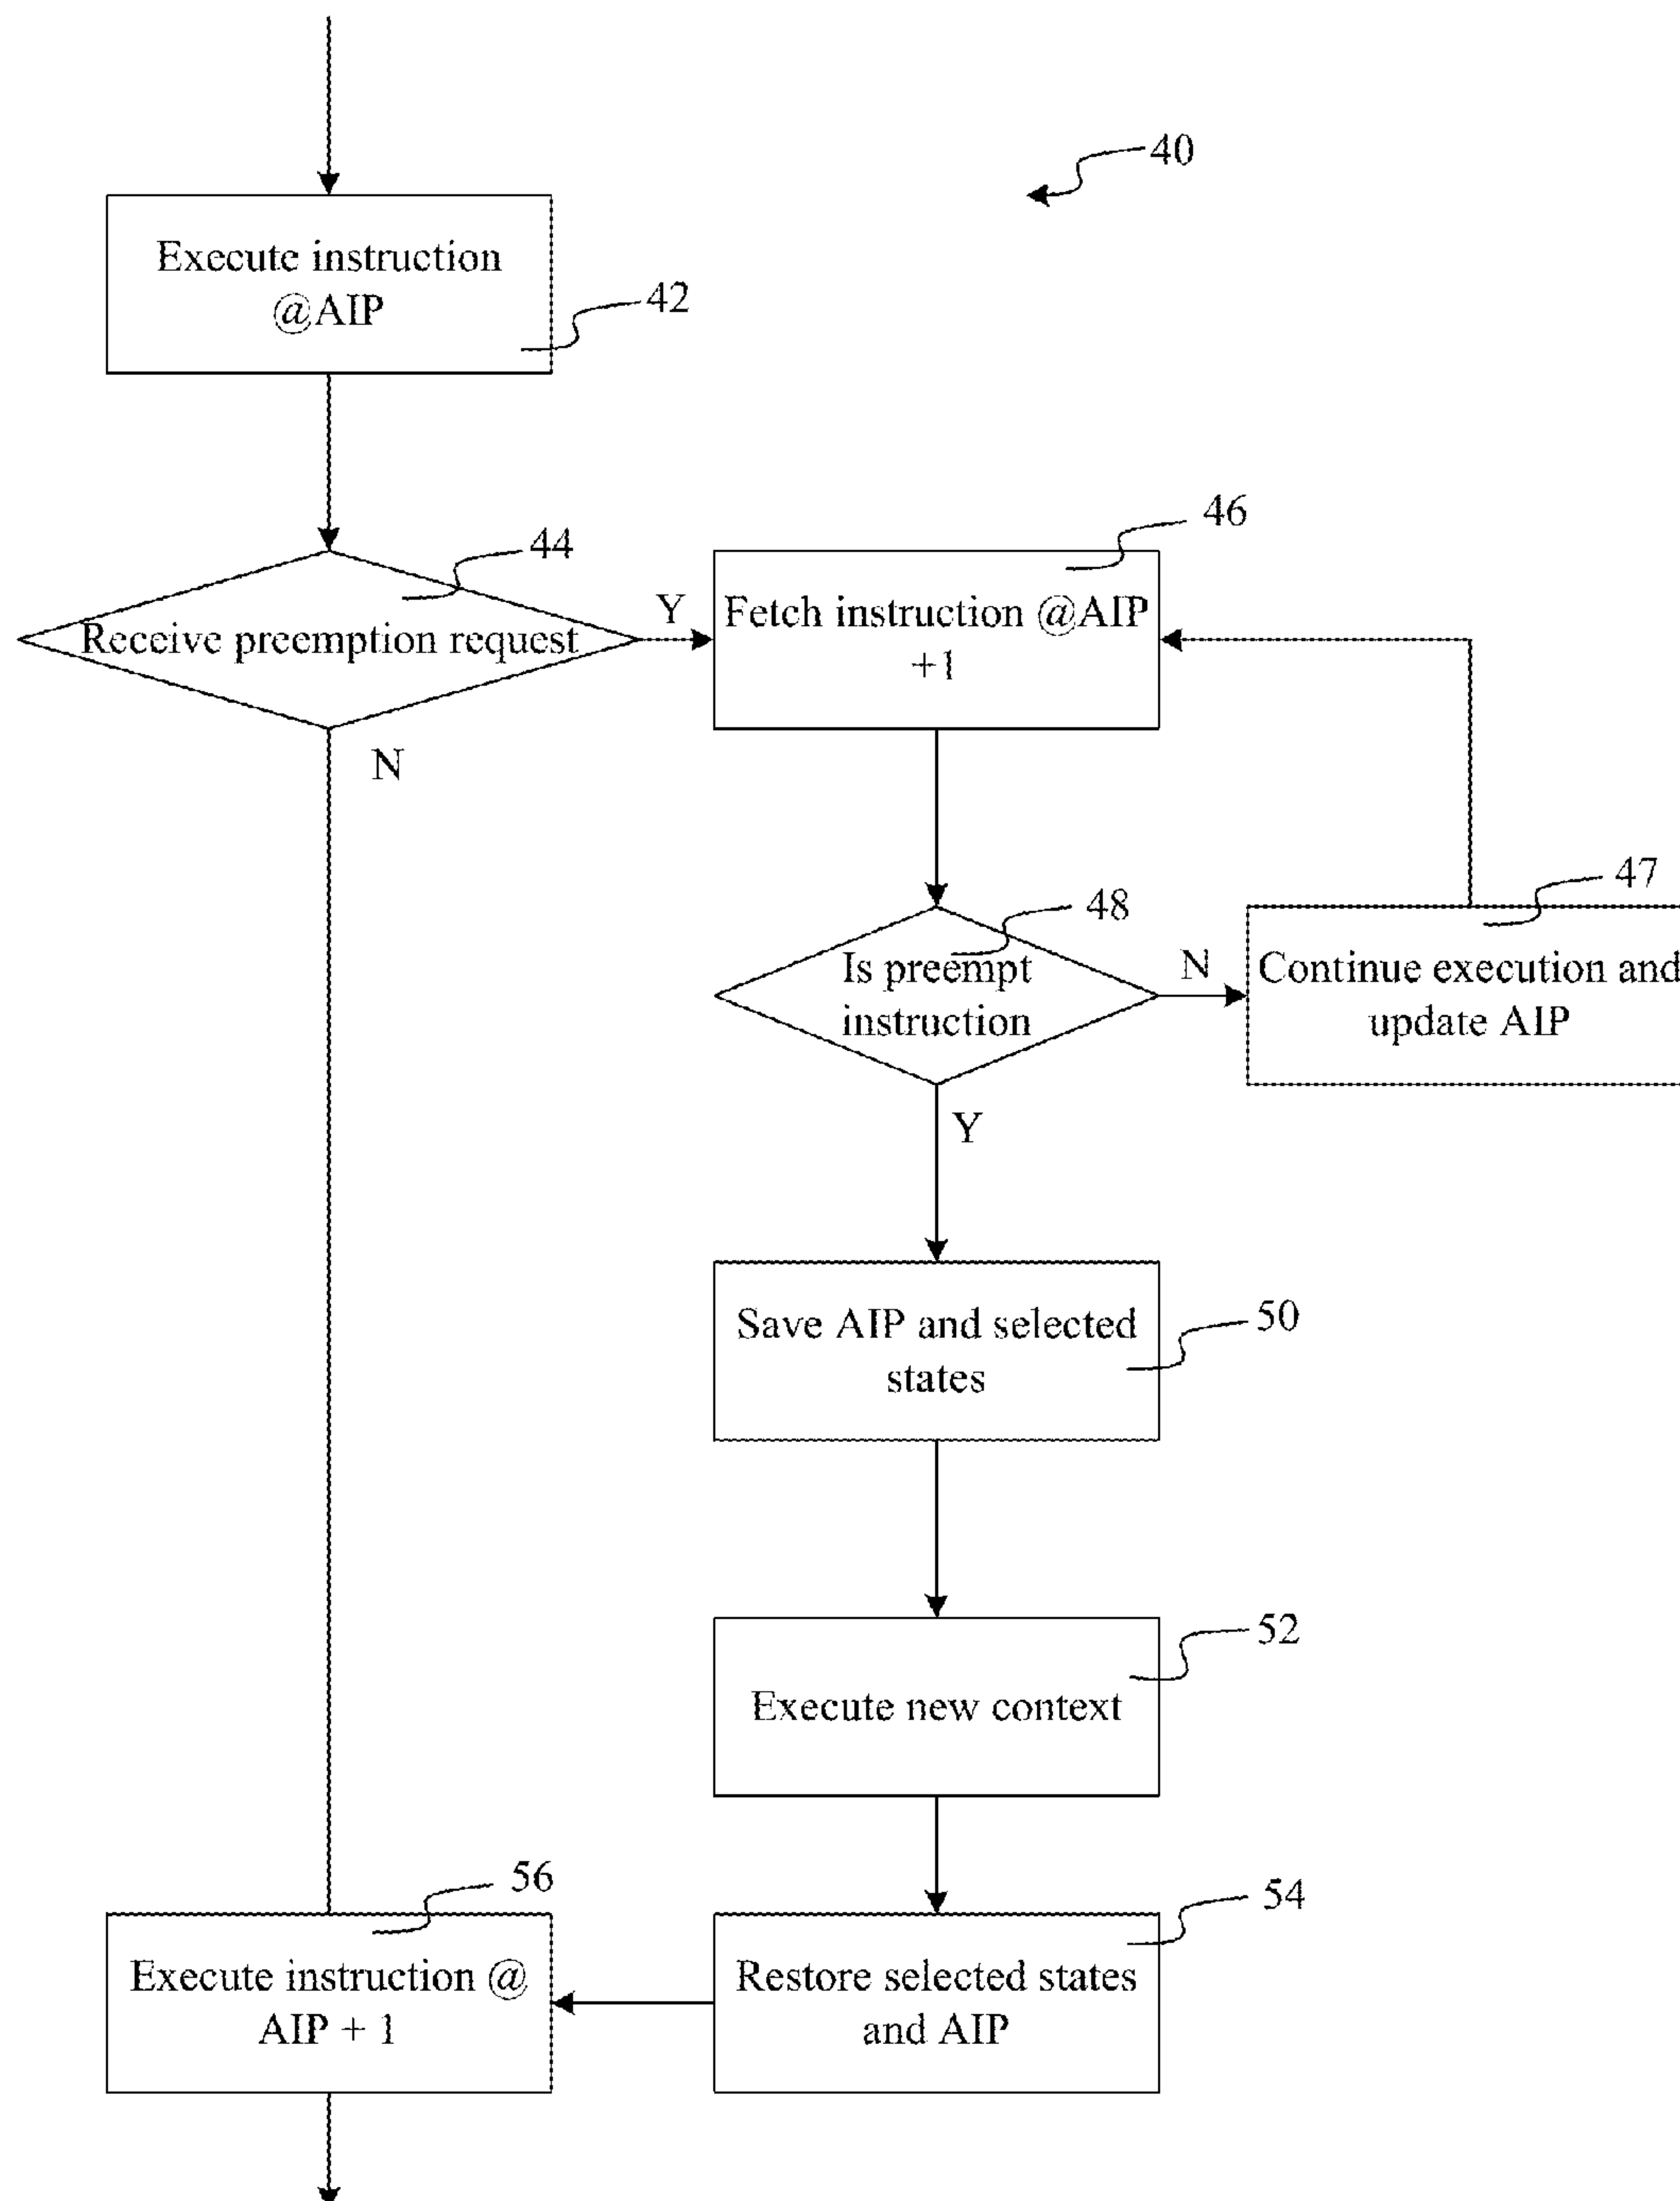 40
Execute instruction
@AIP
42
44
46
Receive preemption request
Y
Fetch instruction @AIP
+1
N
47
48
Is preempt
instruction
N
Continue execution and
update AIP
Y
Save AIP and selected
states
50
52
Execute new context
56
54
Execute instruction @
AIP + 1
Restore selected states
and AIP